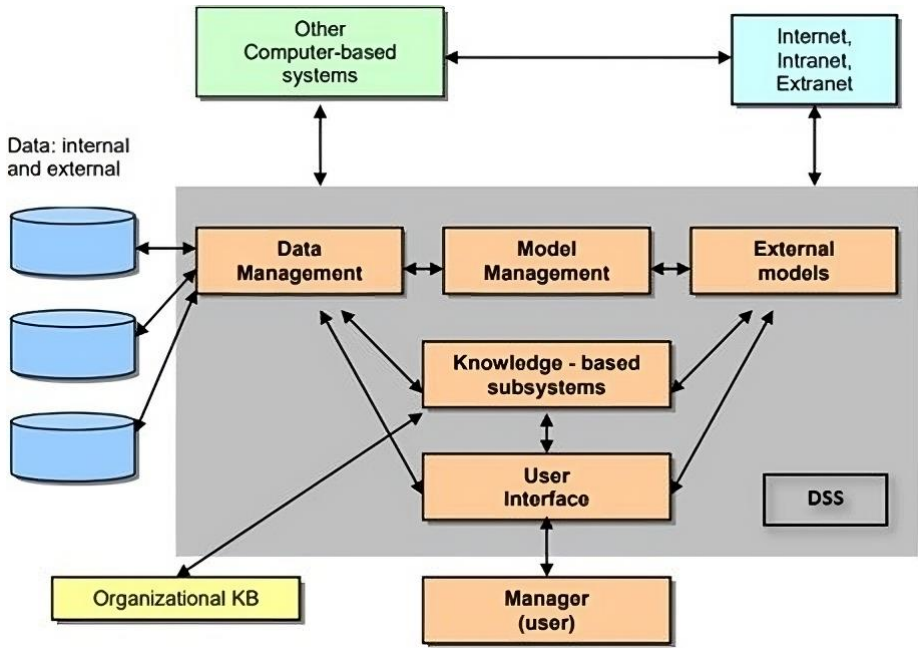 Other
Computer-based
systems
Internet,
Intranet,
Extranet
Data: internal
and external
Data
Management
Model
Management
External
models
Knowledge - based
subsystems
User
Interface
DSS
Organizational KB
Manager
(user)